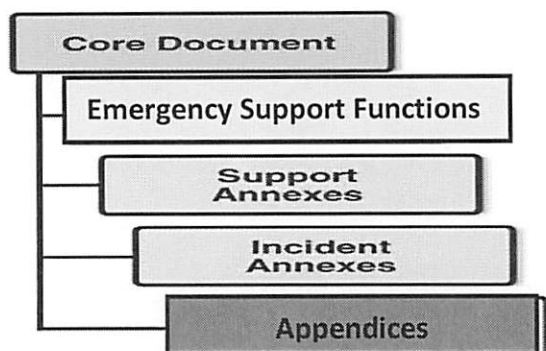 Core Document
Emergency Support Functions
Support
Annexes
Incident
Annexes
Appendices